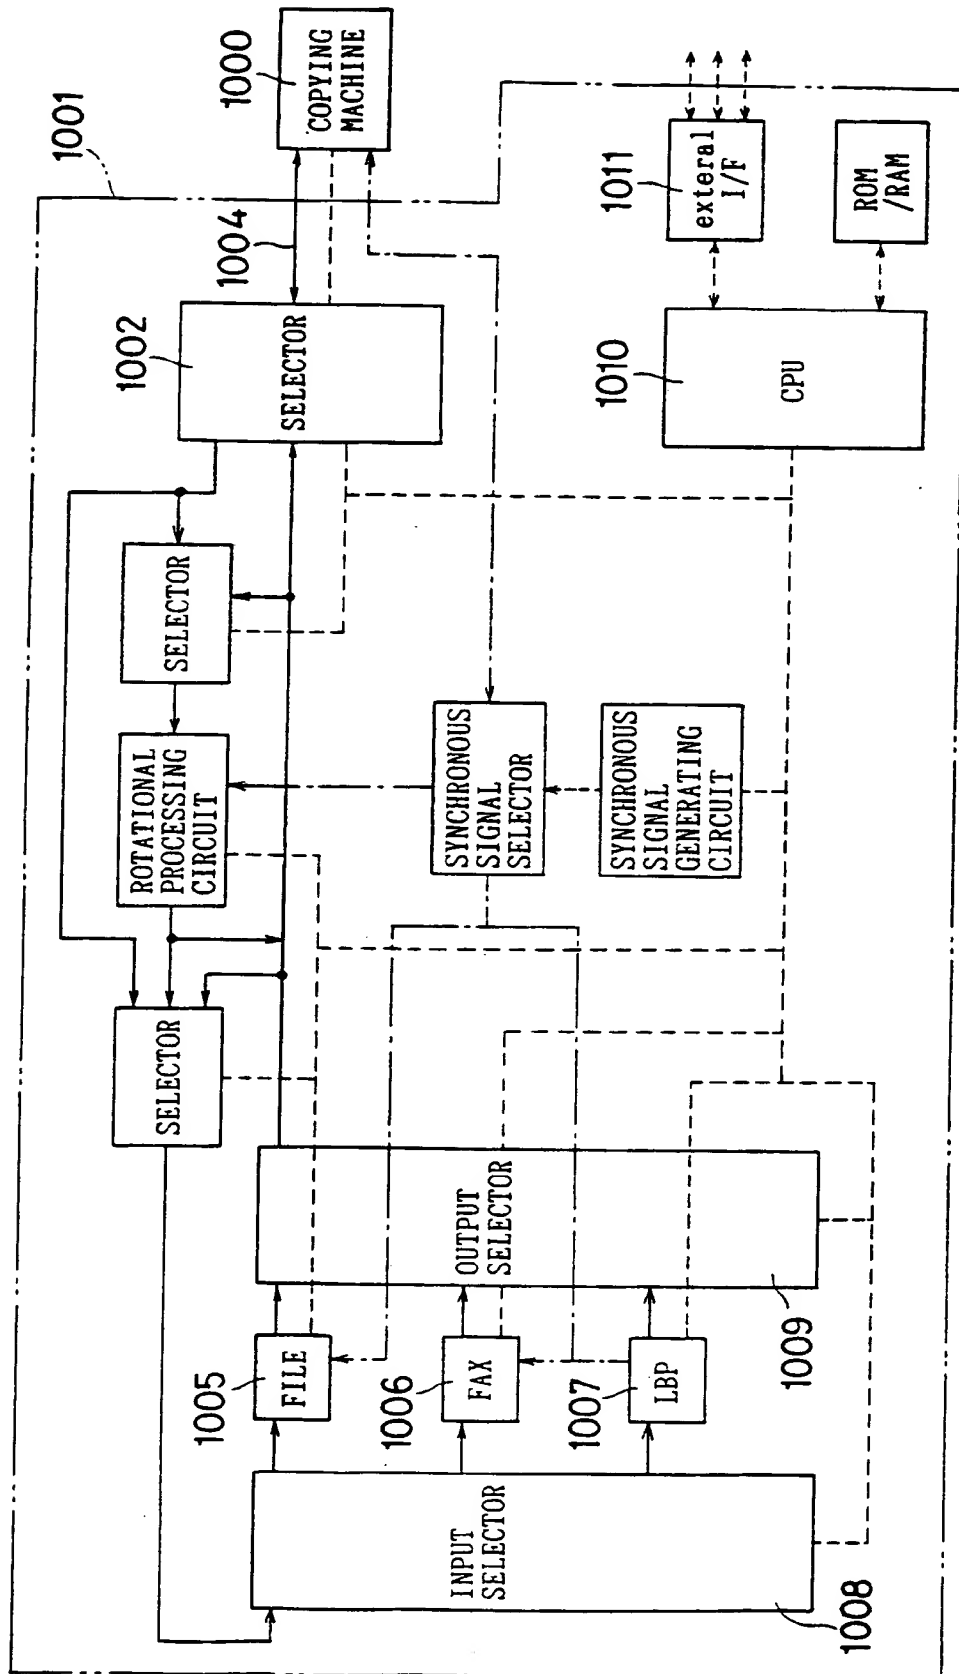 1001
1000
COPYING
MACHINE
1004
1002
SELECTOR
SELECTOR
ROTATIONAL
PROCESSING
CIRCUIT
SELECTOR
SYNCHRONOUS
SIGNAL
SELECTOR
SYNCHRONOUS
SIGNAL
GENERATING
CIRCUIT
1011
exteral
I/F
ROM
/RAM
1010
CPU
OUTPUT
SELECTOR
1009
1005
FILE
1006
FAX
1007
LBP
INPUT
SELECTOR
1008